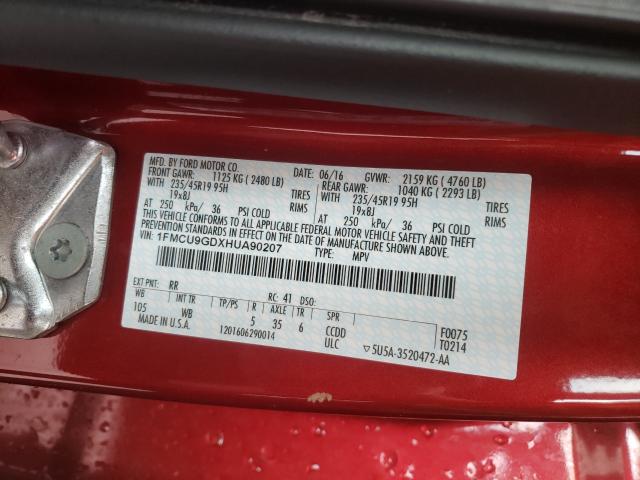 MFD. BY FORD MOTOR CO.
DATE: 06/16 GVWR: 2159 KG ( 4760 LB)
FRONT GAWR: 1125 KG ( 2480 LB) REAR GAWR: 1040 KG ( 2293 LB)
WITH 235/45R19 95H TIRES WITH 235/45R19 95H TIRES
19x8J RIMS 19x8J RIMS
AT 250 kPa/ 36 PSI COLD AT 250 kPa/ 36 PSI COLD
THIS VEHICLE CONFORMS TO ALL APPLICABLE FEDERAL MOTOR VEHICLE SAFETY AND BUMPER
AND THEFT PREVENTION STANDARDS IN EFFECT ON THE DATE OF MANUFACTURE SHOWN ABOVE.
VIN: 1FMCU9GDXHUA90207 TYPE: MPV
EXT PNT: RR RC: 41 DSO:
WB INT TR TP/PS R AXLE TR SPR F0075
105 WB 5 35 6 CCDD T0214
MADE IN U.S.A. 1201606290014 ULC ▽5U5A-3520472-AA